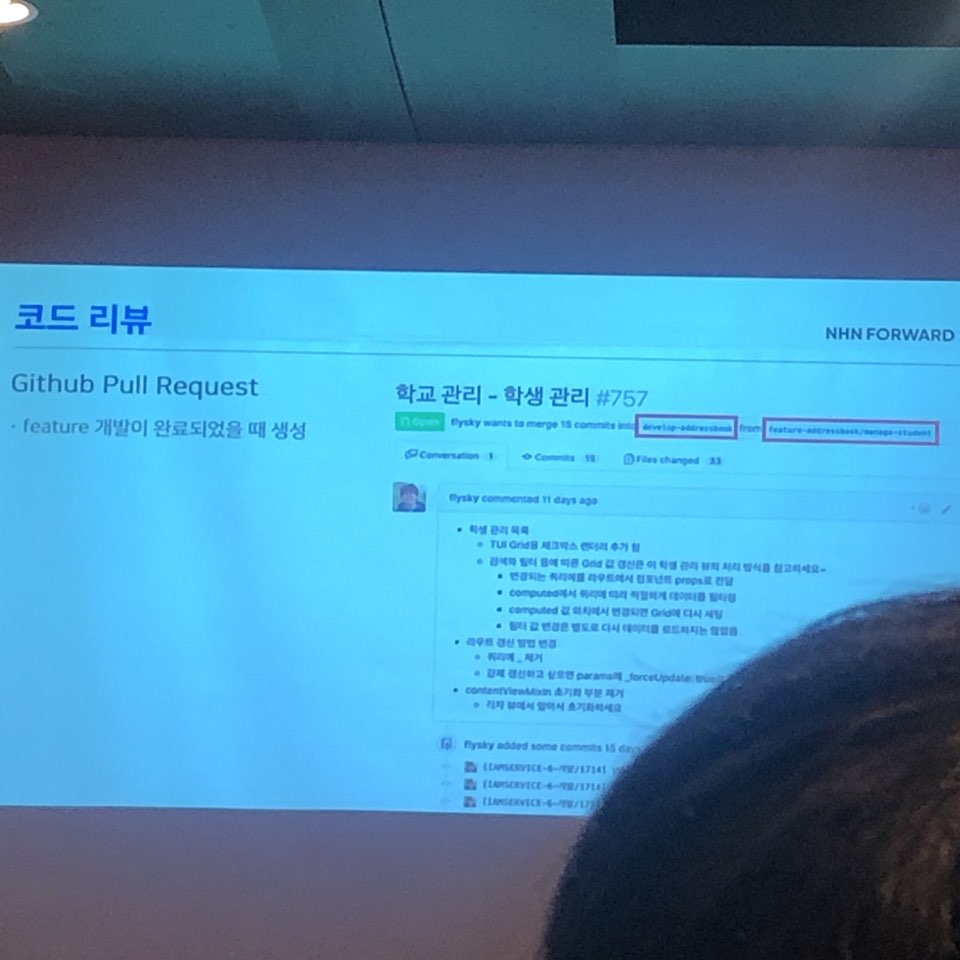 코드 리뷰
NHN FORWARD
Github Pull Request
· feature 개발이 완료되었을 때 생성
학교 관리 - 학생 관리 #757
Open flysky wants to merge 15 commits into develop-addressbook from feature-addressbook/manage-student
Conversation 1 Commits 15 Files changed 33
flysky commented 11 days ago
• 학생 관리 목록
○ TUI Grid용 체크박스 렌더러 추가 함
○ 검색와 필터 등에 따른 Grid 값 갱신은 이 학생 관리 뷰의 처리 방식을 참고하세요~
▪ 변경되는 쿼리에를 라우트에서 컴포넌트 props로 전달
▪ computed에서 쿼리에 따라 적절하게 데이터를 필터링
▪ computed 값 와치에서 변경되면 Grid에 다시 세팅
▪ 필터 값 변경은 별도로 다시 데이터를 로드하지는 않았음
• 라우트 갱신 방법 변경
○ 쿼리에 _ 제거
○ 강제 갱신하고 싶으면 params에 _forceUpdate: true
• contentViewMixin 초기화 부분 제거
○ 각자 뷰에서 알아서 초기화하세요
flysky added some commits 15 day
[IAMSERVICE-6-개발/1714]
[IAMSERVICE-6-개발/1714]
[IAMSERVICE-6-개발/17